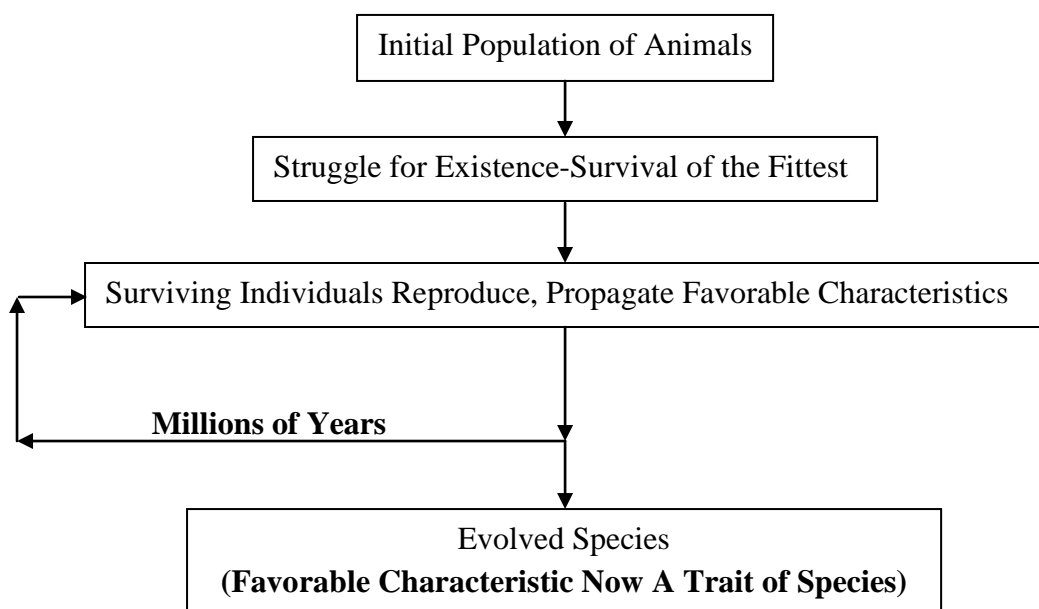 Initial Population of Animals
Struggle for Existence-Survival of the Fittest
Surviving Individuals Reproduce, Propagate Favorable Characteristics
Millions of Years
Evolved Species
(Favorable Characteristic Now A Trait of Species)